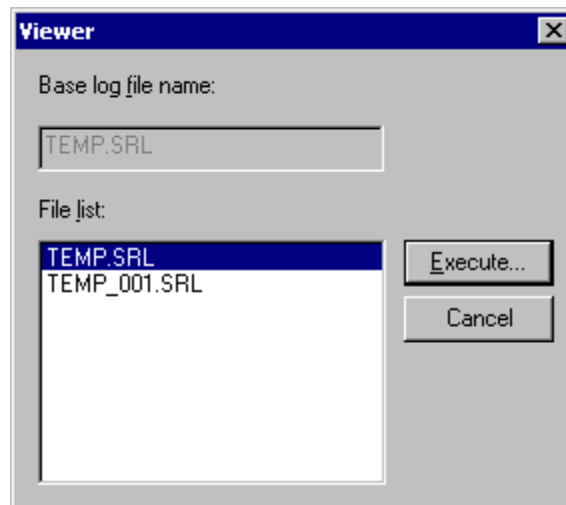 Viewer
Base log file name:
TEMP.SRL
File list:
TEMP.SRL
TEMP_001.SRL
Execute...
Cancel